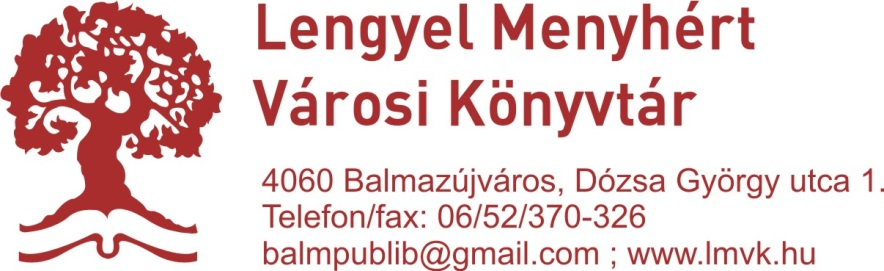 Lengyel Menyhért
Városi Könyvtár
4060 Balmazújváros, Dózsa György utca 1.
Telefon/fax: 06/52/370-326
balmpublib@gmail.com ; www.lmvk.hu